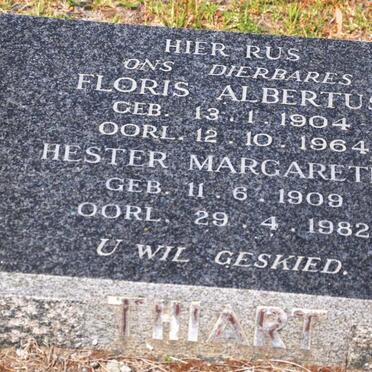 HIER RUS
ONS DIERBARES
FLORIS ALBERTUS
GEB. 13.1.1904
OORL. 12.10.1964
HESTER MARGARET
GEB. 11.6.1909
OORL. 29.4.1982
U WIL GESKIED.
THIART